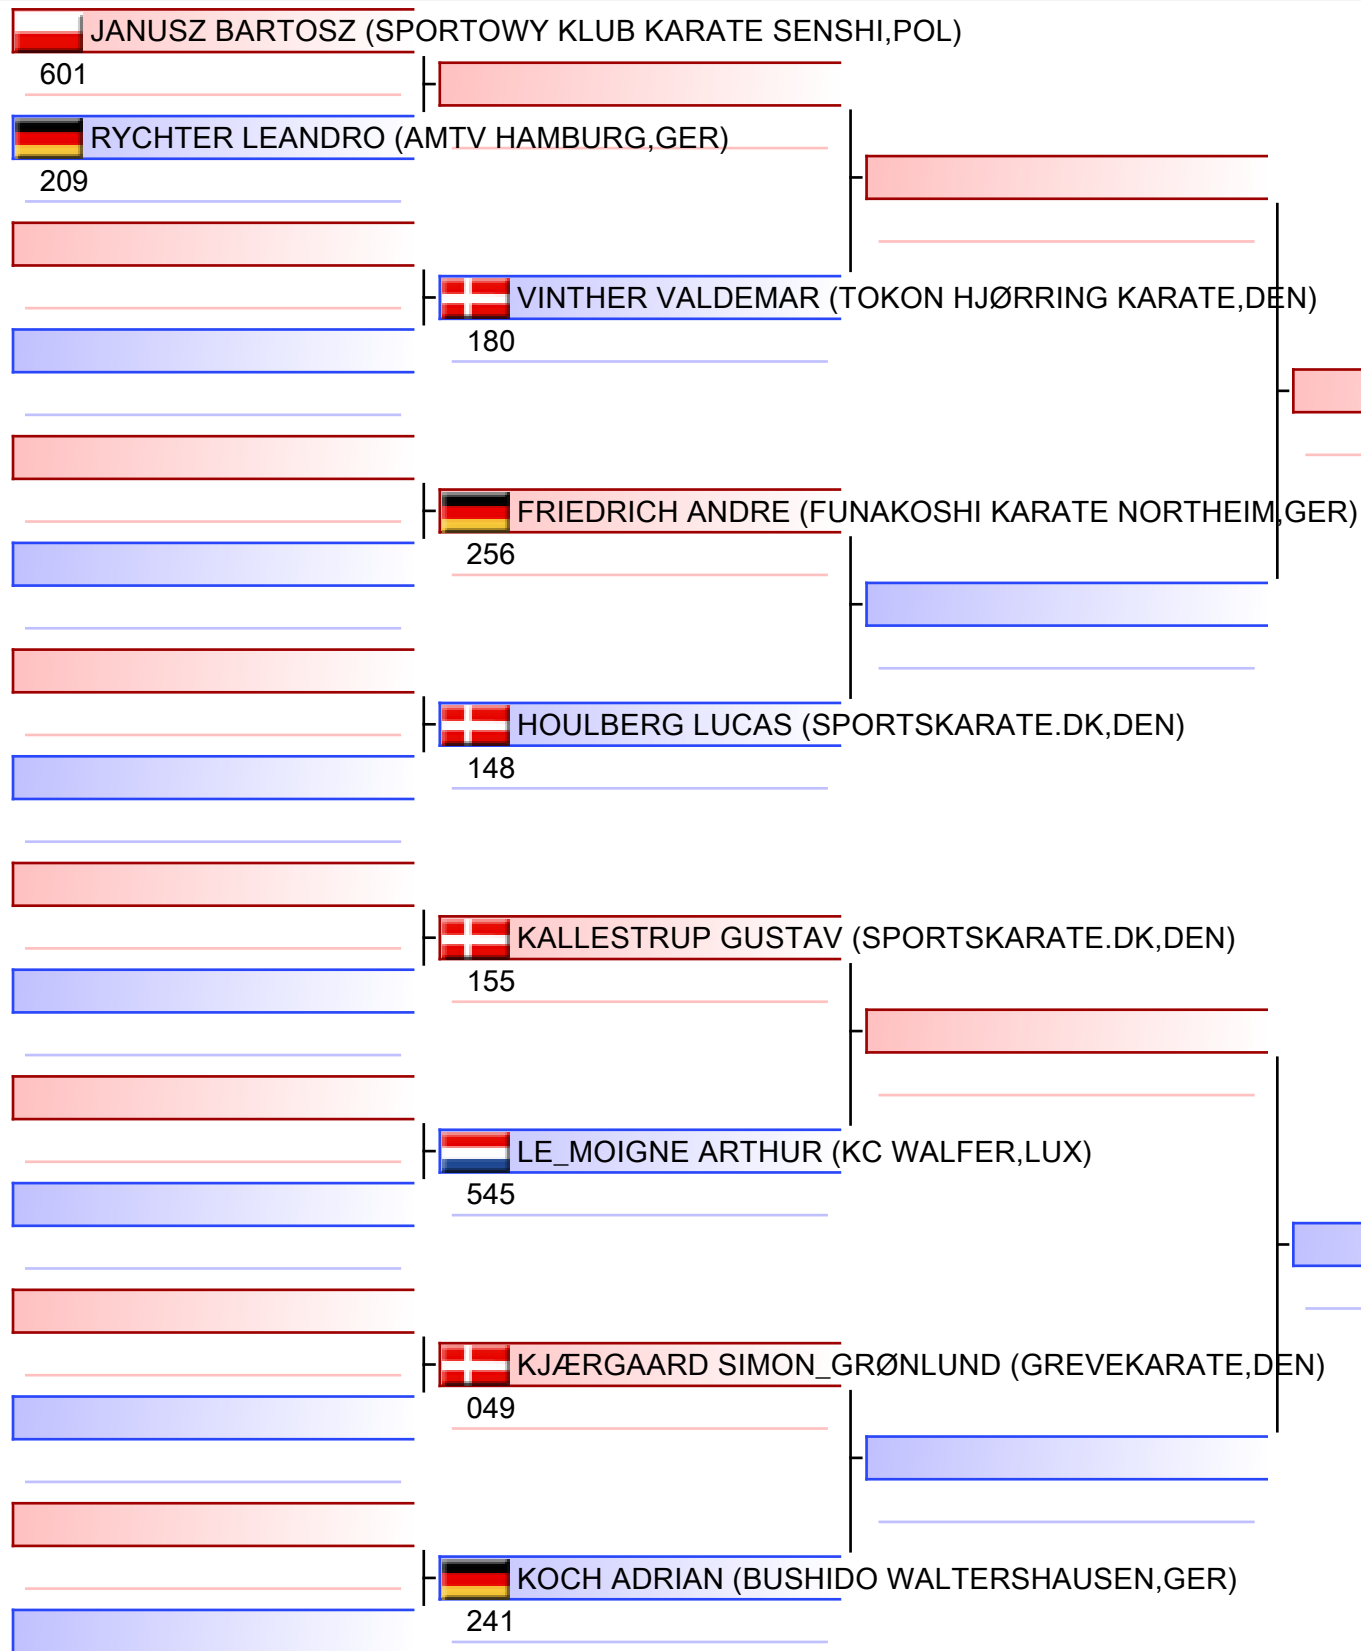 JANUSZ BARTOSZ (SPORTOWY KLUB KARATE SENSHI,POL)
601
RYCHTER LEANDRO (AMTV HAMBURG,GER)
209
VINTHER VALDEMAR (TOKON HJØRRING KARATE,DEN)
180
FRIEDRICH ANDRE (FUNAKOSHI KARATE NORTHEIM,GER)
256
HOULBERG LUCAS (SPORTSKARATE.DK,DEN)
148
KALLESTRUP GUSTAV (SPORTSKARATE.DK,DEN)
155
LE_MOIGNE ARTHUR (KC WALFER,LUX)
545
KJÆRGAARD SIMON_GRØNLUND (GREVEKARATE,DEN)
049
KOCH ADRIAN (BUSHIDO WALTERSHAUSEN,GER)
241